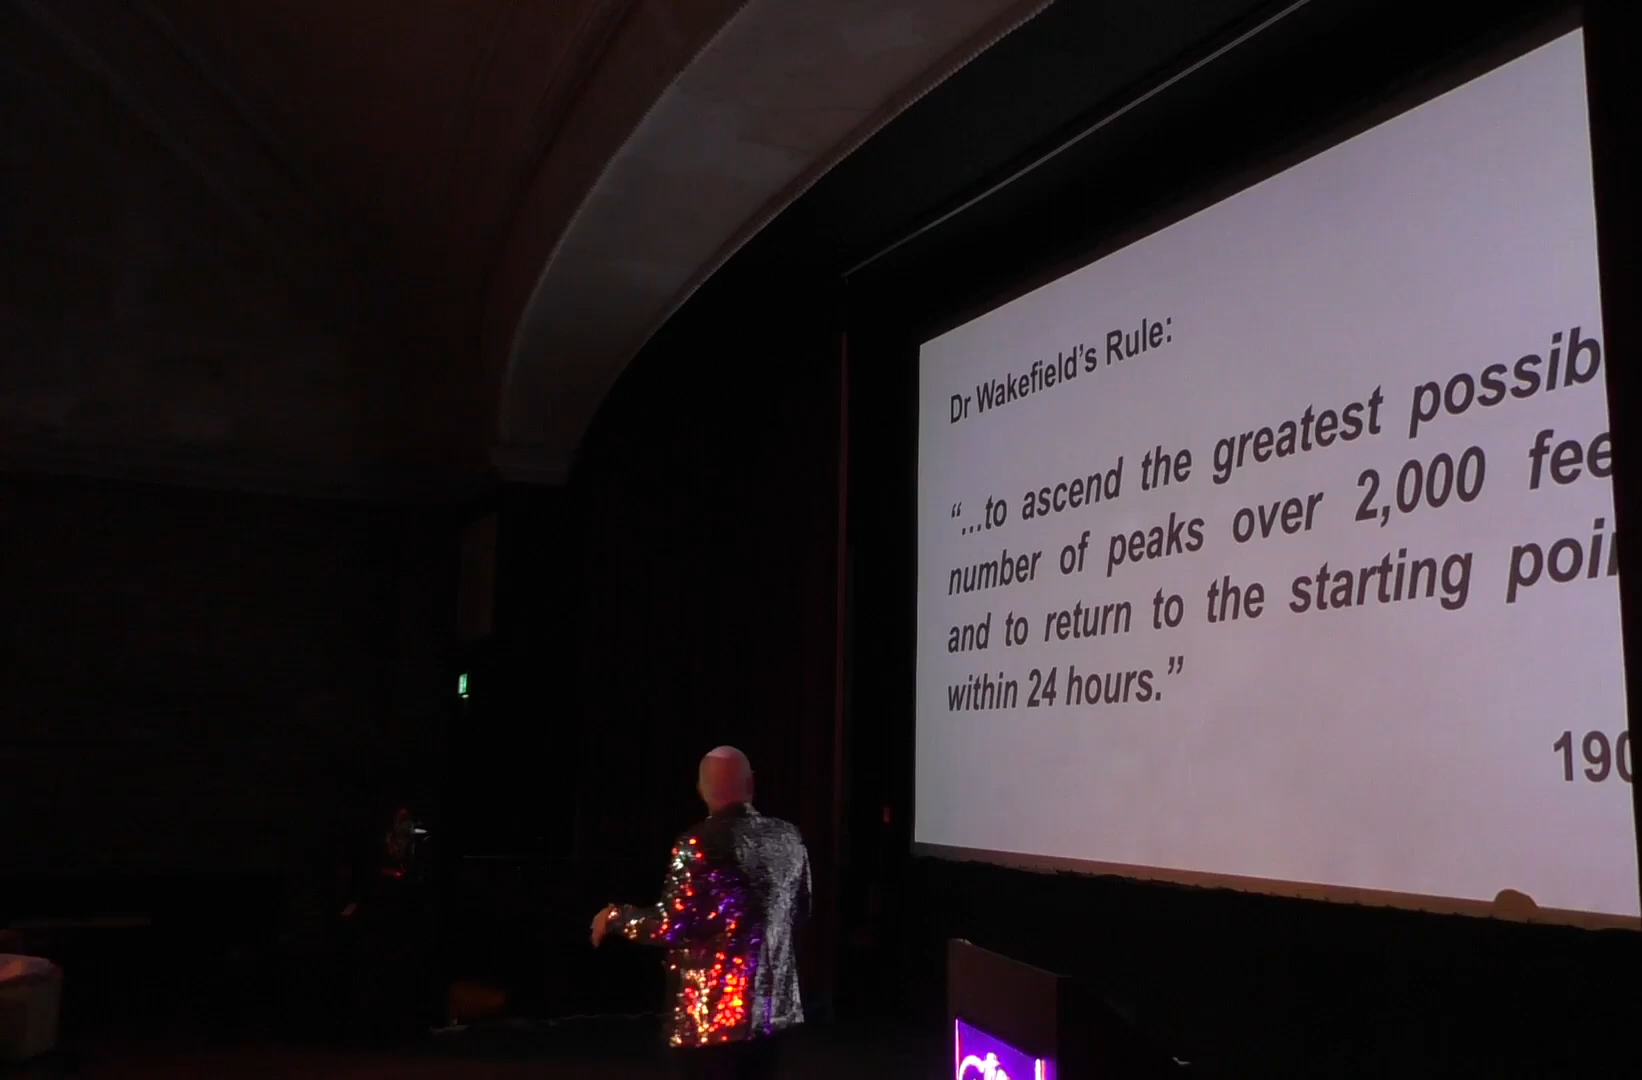 Dr Wakefield’s Rule:
“...to ascend the greatest possib
number of peaks over 2,000 fee
and to return to the starting poi
within 24 hours.”
190